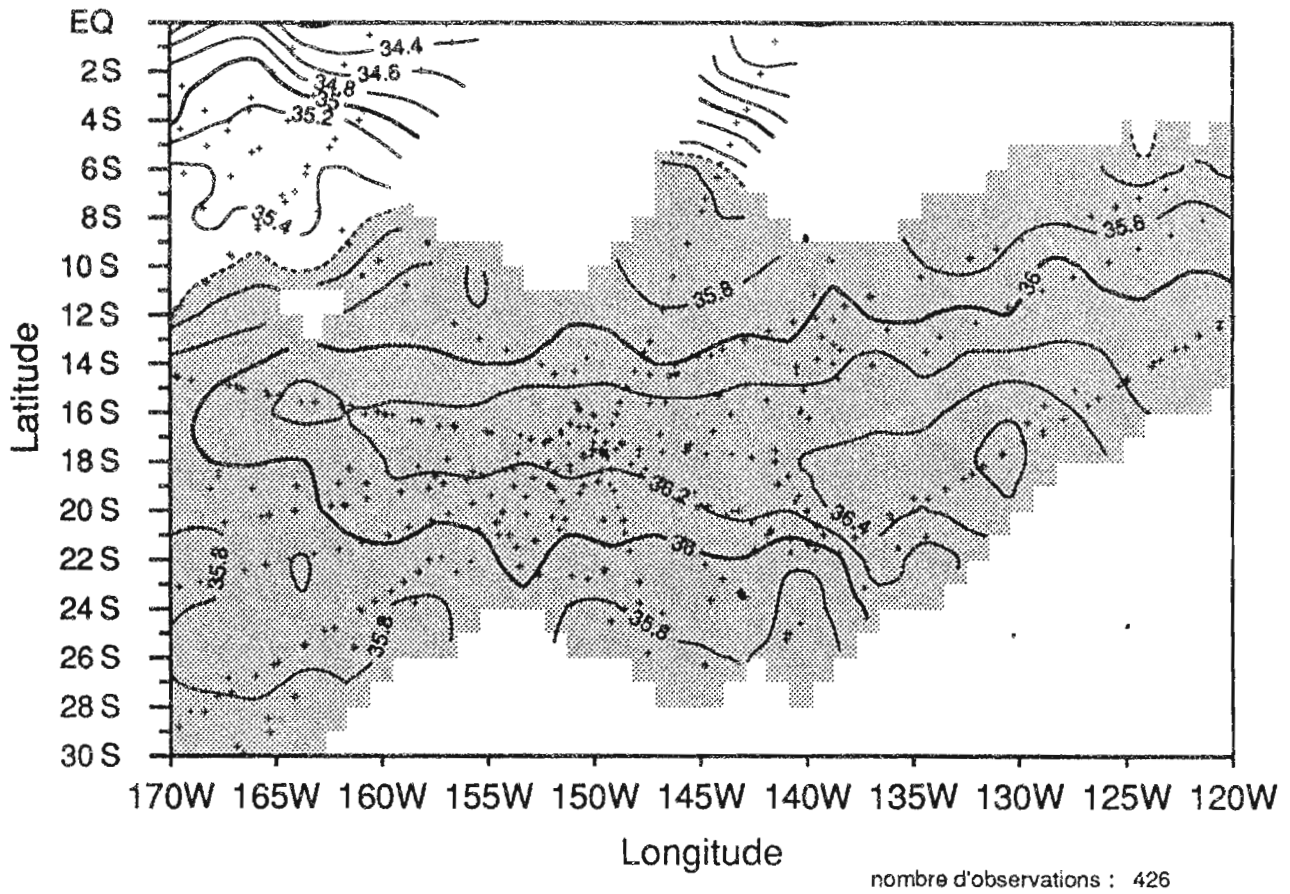 EQ
2S
4S
6S
8S
10S
12S
14S
16S
18S
20S
22S
24S
26S
28S
30S
Latitude
34.4
34.6
34.8
35
35.2
35.4
35.8
35.8
36
36.2
36.4
36
35.8
35.8
35.8
170W 165W 160W 155W 150W 145W 140W 135W 130W 125W 120W
Longitude
nombre d'observations : 426